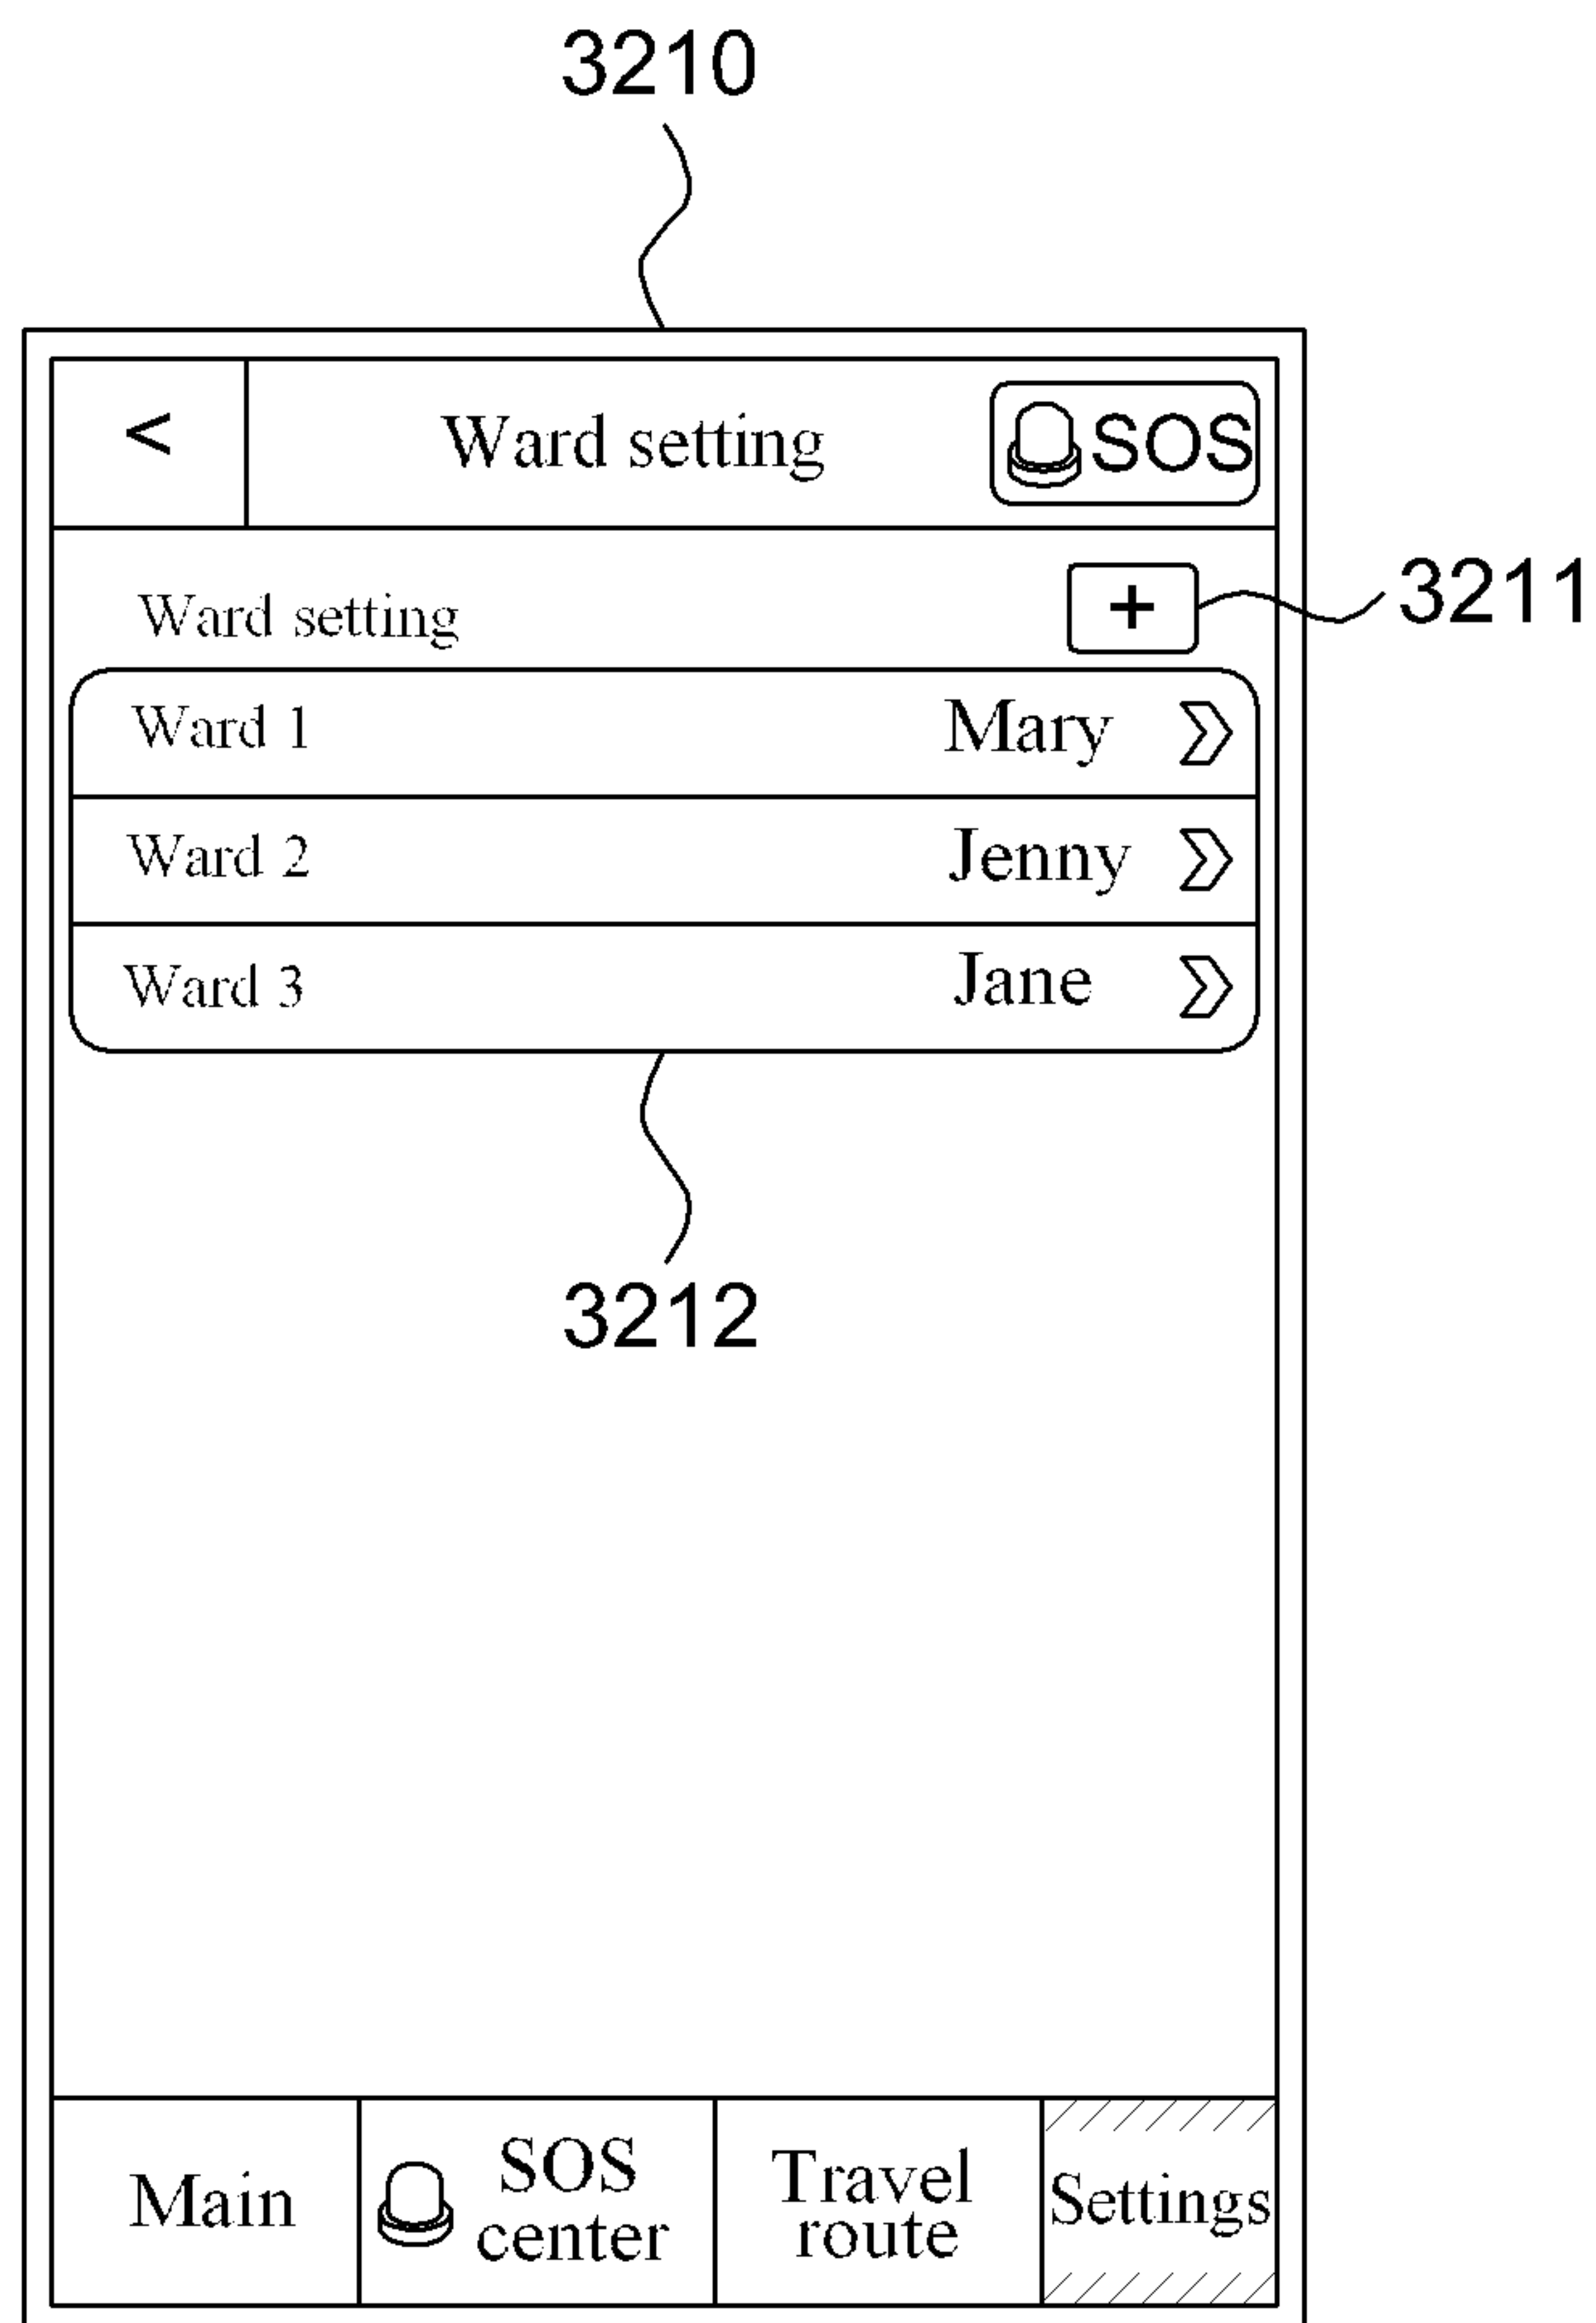 3210
< Ward setting SOS
Ward setting + 3211
Ward 1 Mary
Ward 2 Jenny
Ward 3 Jane
3212
Main
SOS
center
Travel
route
Settings